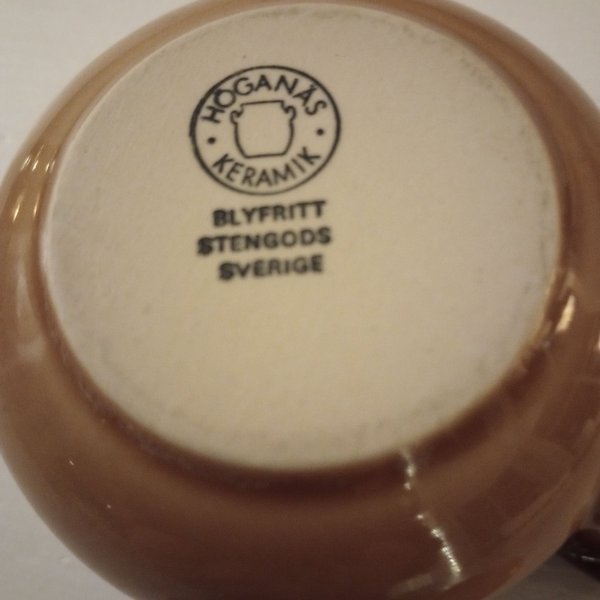 HÖGANÄS
KERAMIK
BLYFRITT
STENGODS
SVERIGE